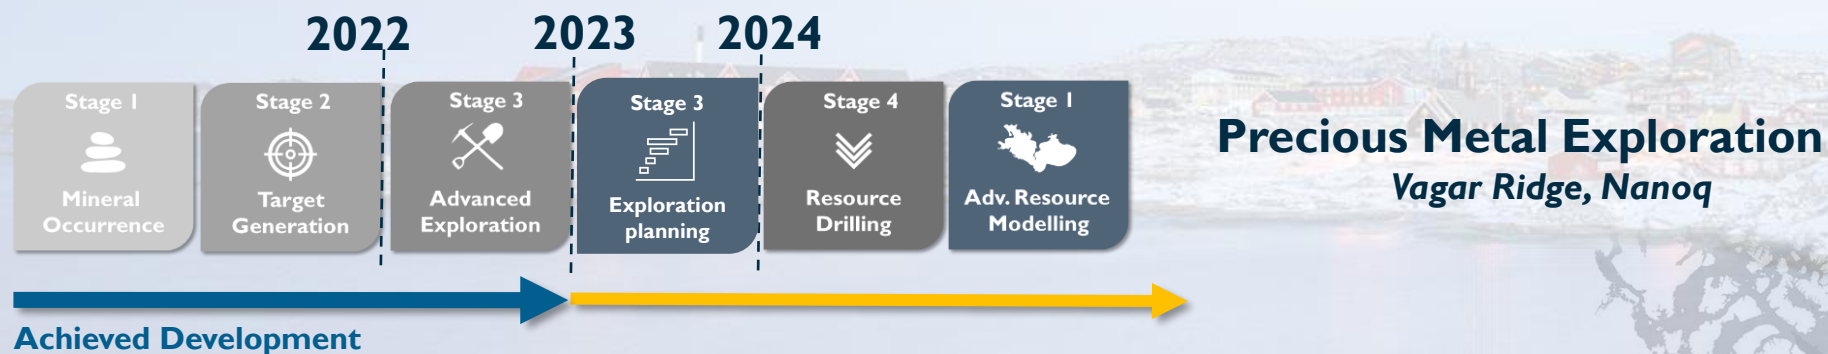 2022
2023
2024
Stage 1
Mineral
Occurrence
Stage 2
Target
Generation
Stage 3
Advanced
Exploration
Stage 3
Exploration
planning
Stage 4
Resource
Drilling
Stage 1
Adv. Resource
Modelling
Precious Metal Exploration
Vagar Ridge, Nanoq
Achieved Development